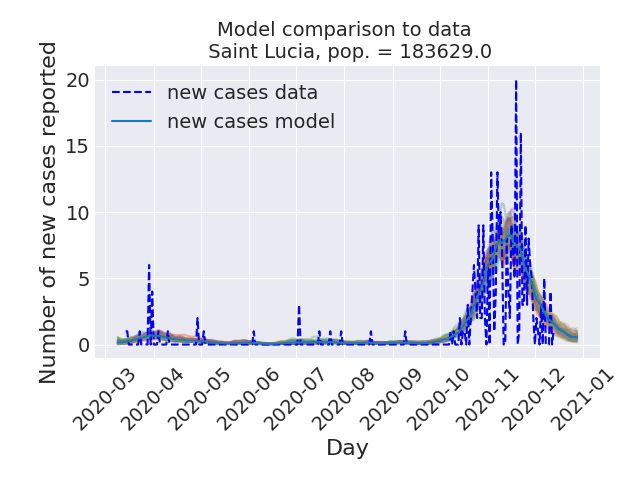 Model comparison to data
Saint Lucia, pop. = 183629.0
Number of new cases reported
20
15
10
5
0
new cases data
new cases model
2020-03
2020-04
2020-05
2020-06
2020-07
2020-08
2020-09
2020-10
2020-11
2020-12
2021-01
Day